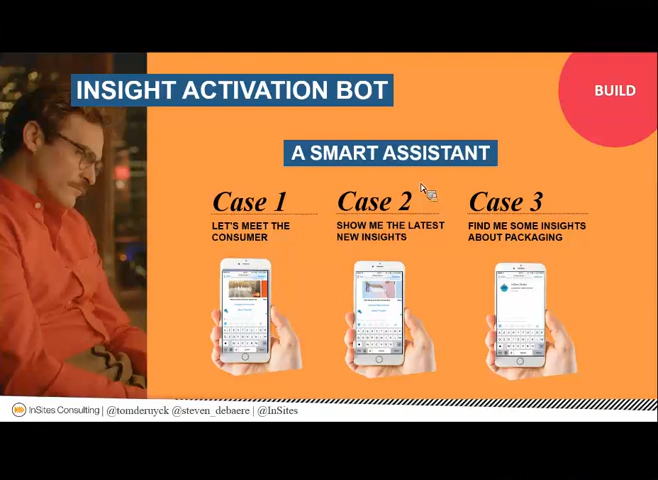 INSIGHT ACTIVATION BOT
BUILD
A SMART ASSISTANT
Case 1
LET'S MEET THE
CONSUMER
Case 2
SHOW ME THE LATEST
NEW INSIGHTS
Case 3
FIND ME SOME INSIGHTS
ABOUT PACKAGING
InSites Consulting | @tomderuyck @steven_debaere | @InSites